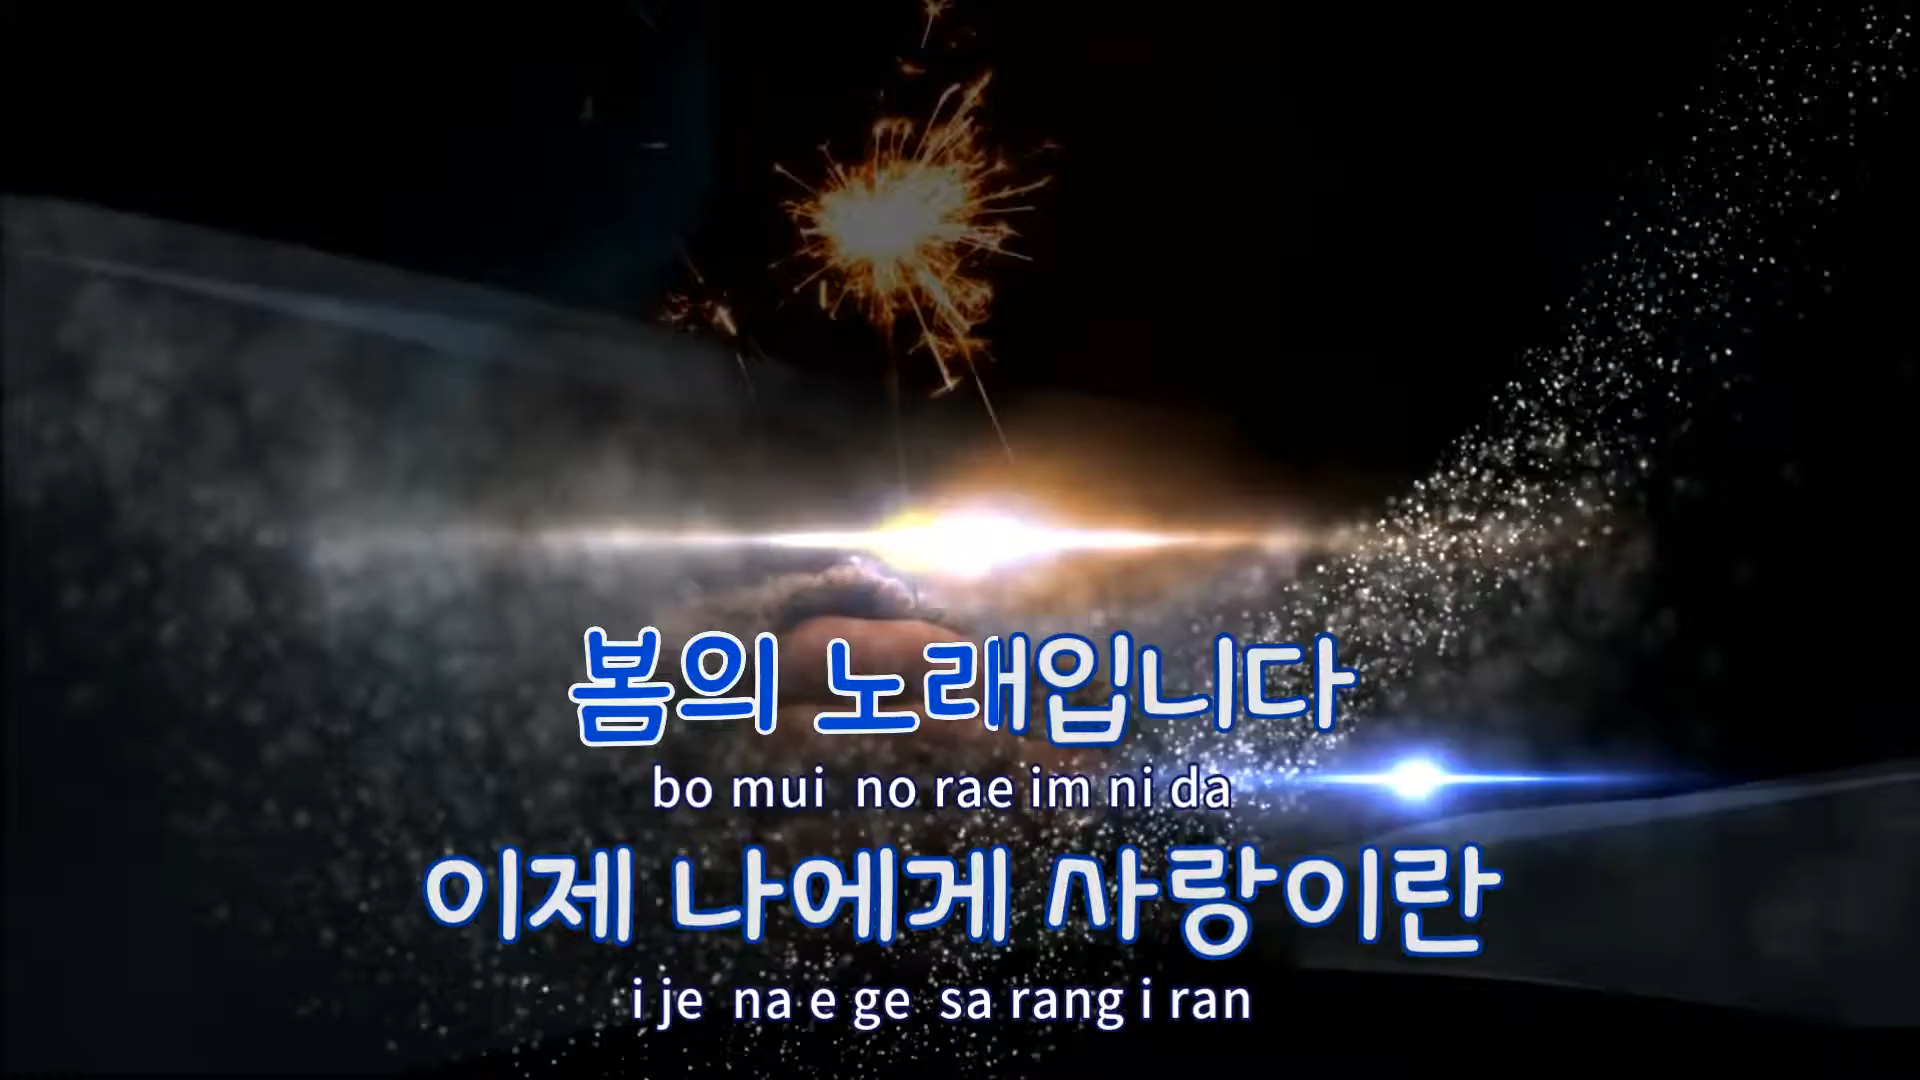 봄의 노래입니다
bo mui no rae im ni da
이제 나에게 사랑이란
i je na e ge sa rang i ran